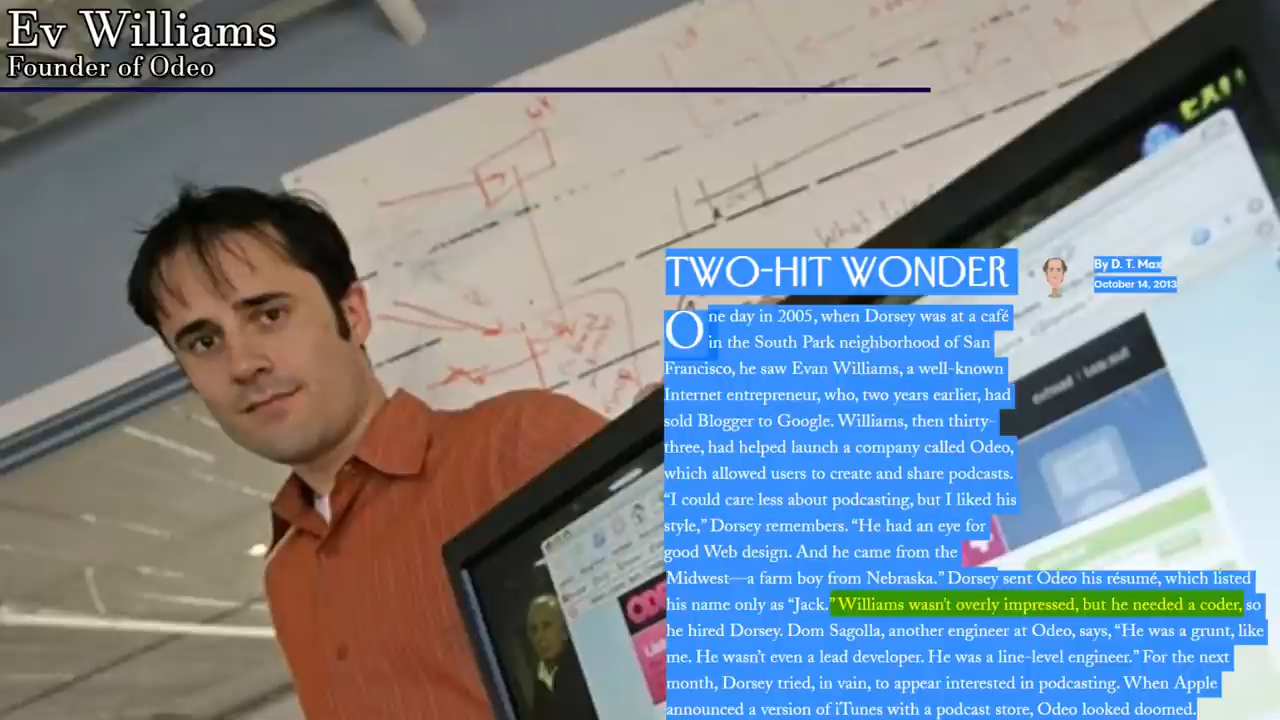 Ev Williams
Founder of Odeo
TWO-HIT WONDER
By D. T. Max
October 14, 2013
One day in 2005, when Dorsey was at a café
in the South Park neighborhood of San
Francisco, he saw Evan Williams, a well-known
Internet entrepreneur, who, two years earlier, had
sold Blogger to Google. Williams, then thirty-
three, had helped launch a company called Odeo,
which allowed users to create and share podcasts.
“I could care less about podcasting, but I liked his
style,” Dorsey remembers. “He had an eye for
good Web design. And he came from the
Midwest—a farm boy from Nebraska.” Dorsey sent Odeo his résumé, which listed
his name only as “Jack.” Williams wasn’t overly impressed, but he needed a coder, so
he hired Dorsey. Dom Sagolla, another engineer at Odeo, says, “He was a grunt, like
me. He wasn’t even a lead developer. He was a line-level engineer.” For the next
month, Dorsey tried, in vain, to appear interested in podcasting. When Apple
announced a version of iTunes with a podcast store, Odeo looked doomed.